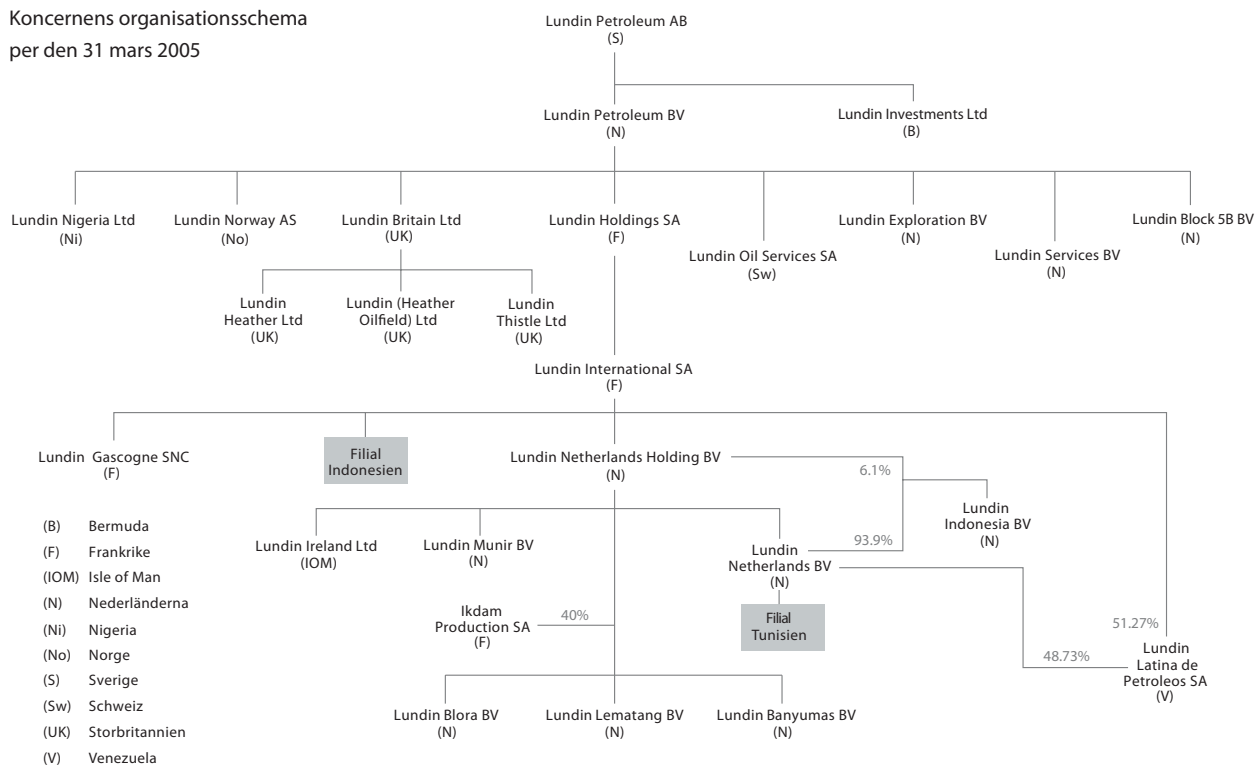 Koncernens organisationsschema
per den 31 mars 2005
Lundin Petroleum AB
(S)
Lundin Petroleum BV
(N)
Lundin Investments Ltd
(B)
Lundin Nigeria Ltd
(Ni)
Lundin Norway AS
(No)
Lundin Britain Ltd
(UK)
Lundin Holdings SA
(F)
Lundin Oil Services SA
(Sw)
Lundin Exploration BV
(N)
Lundin Services BV
(N)
Lundin Block 5B BV
(N)
Lundin
Heather Ltd
(UK)
Lundin (Heather
Oilfield) Ltd
(UK)
Lundin
Thistle Ltd
(UK)
Lundin International SA
(F)
Lundin Gascogne SNC
(F)
Filial
Indonesien
Lundin Netherlands Holding BV
(N)
6.1%
Lundin
Indonesia BV
(N)
93.9%
Lundin Ireland Ltd
(IOM)
Lundin Munir BV
(N)
Lundin
Netherlands BV
(N)
Filial
Tunisien
Ikdam
Production SA
(F)
40%
51.27%
48.73%
Lundin
Latina de
Petroleos SA
(V)
Lundin Blora BV
(N)
Lundin Lematang BV
(N)
Lundin Banyumas BV
(N)
(B) Bermuda
(F) Frankrike
(IOM) Isle of Man
(N) Nederländerna
(Ni) Nigeria
(No) Norge
(S) Sverige
(Sw) Schweiz
(UK) Storbritannien
(V) Venezuela